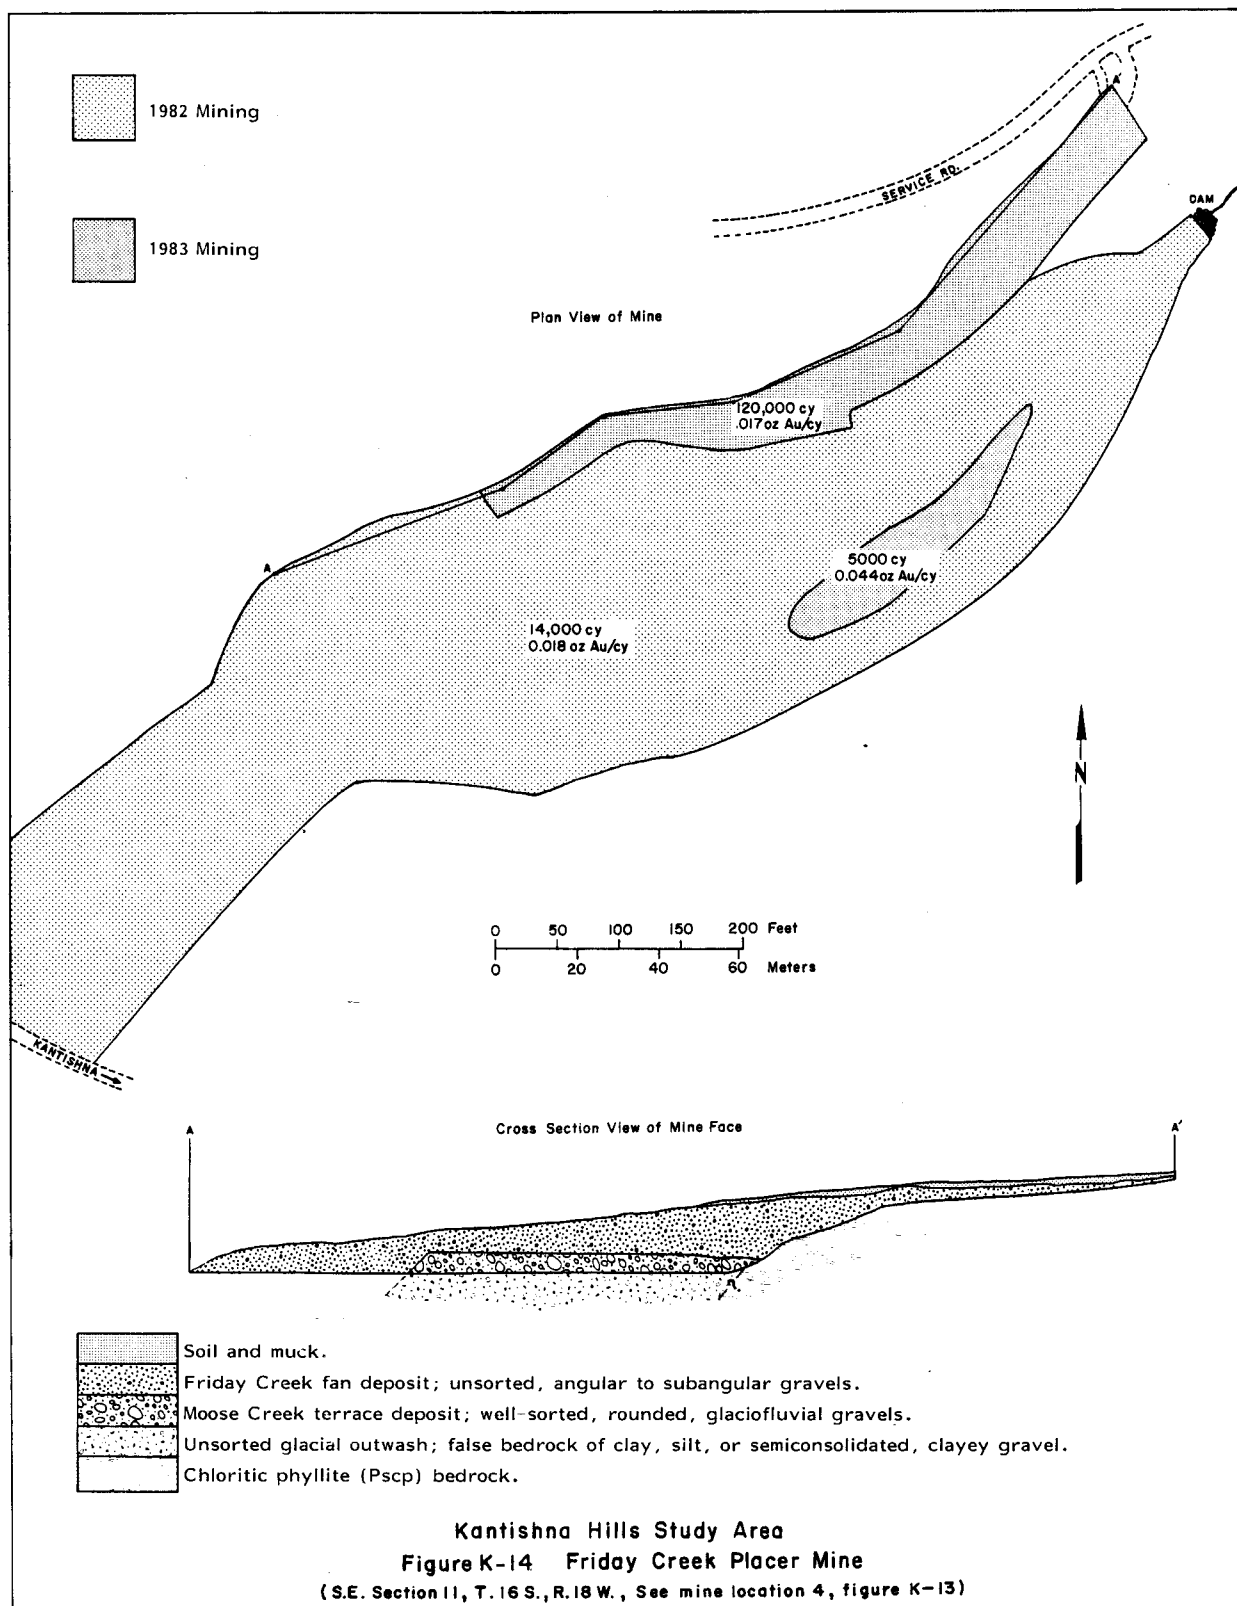 1982 Mining
1983 Mining
A'
SERVICE RD.
DAM
Plan View of Mine
120,000 cy
.017oz Au/cy
5000 cy
0.044oz Au/cy
A
14,000 cy
0.018 oz Au/cy
N
0 50 100 150 200 Feet
0 20 40 60 Meters
KANTISHNA
Cross Section View of Mine Face
A
A'
Soil and muck.
Friday Creek fan deposit; unsorted, angular to subangular gravels.
Moose Creek terrace deposit; well-sorted, rounded, glaciofluvial gravels.
Unsorted glacial outwash; false bedrock of clay, silt, or semiconsolidated, clayey gravel.
Chloritic phyllite (Pscp) bedrock.
Kantishna Hills Study Area
Figure K-14 Friday Creek Placer Mine
(S.E. Section 11, T. 16 S., R. 18 W., See mine location 4, figure K-13)